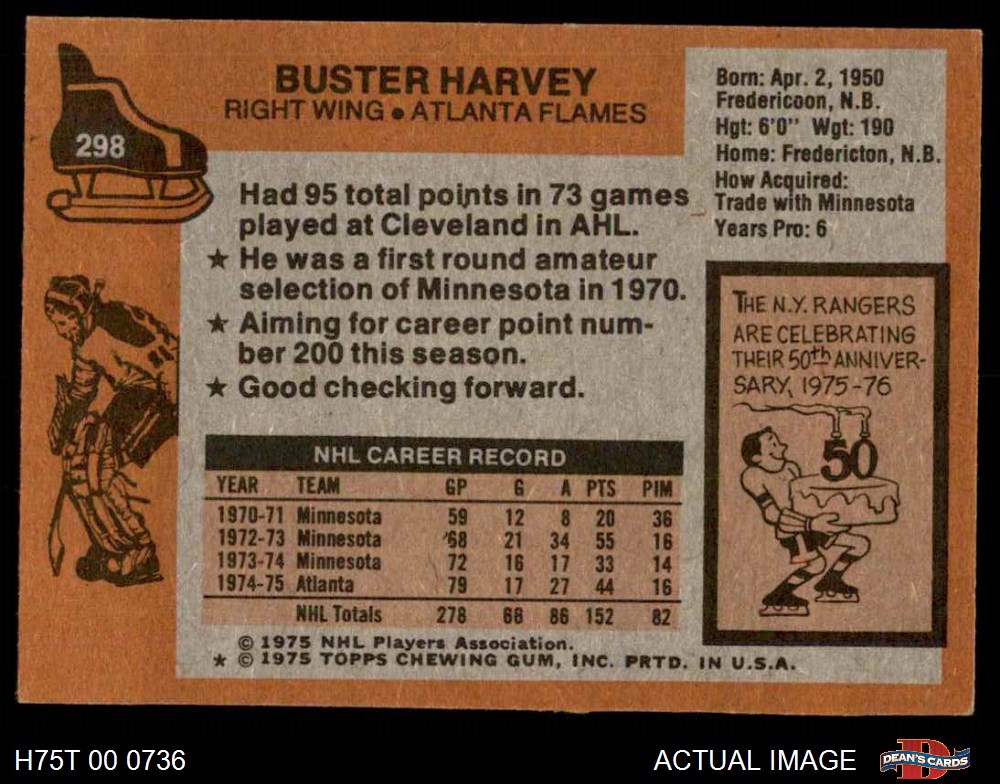 298
BUSTER HARVEY
RIGHT WING • ATLANTA FLAMES
Born: Apr. 2, 1950
Fredericoon, N.B.
Hgt: 6'0" Wgt: 190
Home: Fredericton, N.B.
How Acquired:
Trade with Minnesota
Years Pro: 6
Had 95 total points in 73 games
played at Cleveland in AHL.
★ He was a first round amateur
selection of Minnesota in 1970.
★ Aiming for career point num-
ber 200 this season.
★ Good checking forward.
THE N.Y. RANGERS
ARE CELEBRATING
THEIR 50th ANNIVER-
SARY, 1975-76
50
NHL CAREER RECORD
YEAR TEAM GP G A PTS PIM
1970-71 Minnesota 59 12 8 20 36
1972-73 Minnesota 68 21 34 55 16
1973-74 Minnesota 72 16 17 33 14
1974-75 Atlanta 79 17 27 44 16
NHL Totals 278 66 86 152 82
© 1975 NHL Players Association.
★ © 1975 TOPPS CHEWING GUM, INC. PRTD. IN U.S.A.
H75T 00 0736
ACTUAL IMAGE
DEAN'S CARDS